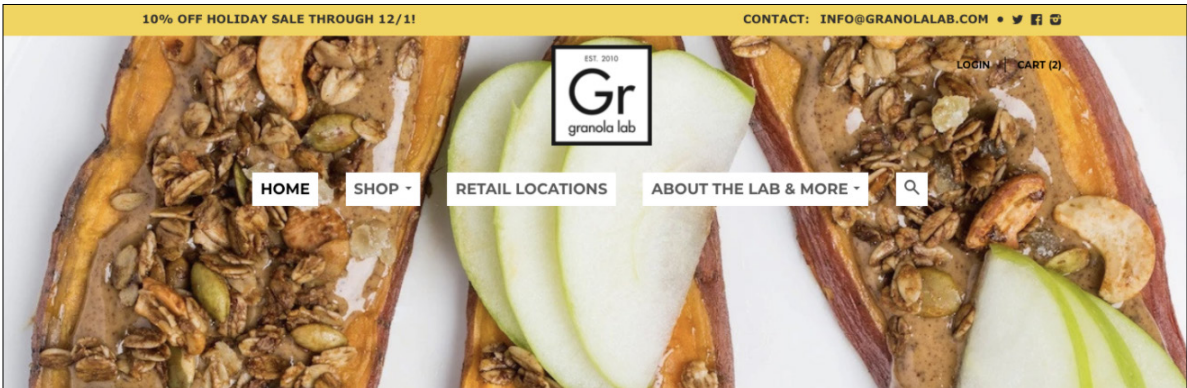 10% OFF HOLIDAY SALE THROUGH 12/1!
CONTACT: INFO@GRANOLALAB.COM
LOGIN CART (2)
EST. 2010
Gr
granola lab
HOME SHOP RETAIL LOCATIONS ABOUT THE LAB & MORE